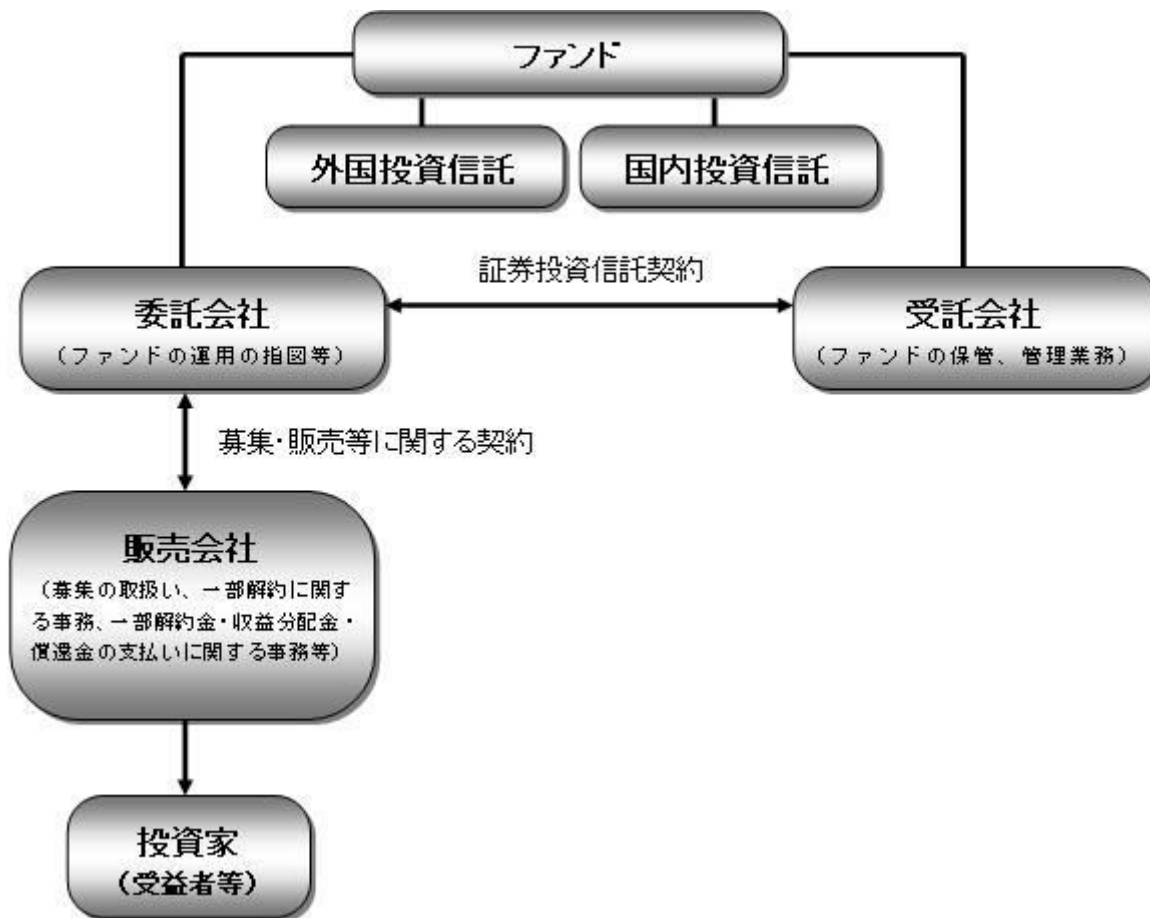 ファンド
外国投資信託
国内投資信託
証券投資信託契約
委託会社
（ファンドの運用の指図等）
受託会社
（ファンドの保管、管理業務）
募集・販売等に関する契約
販売会社
（募集の取扱い、一部解約に関す
る事務、一部解約金・収益分配金・
償還金の支払いに関する事務等）
投資家
（受益者等）